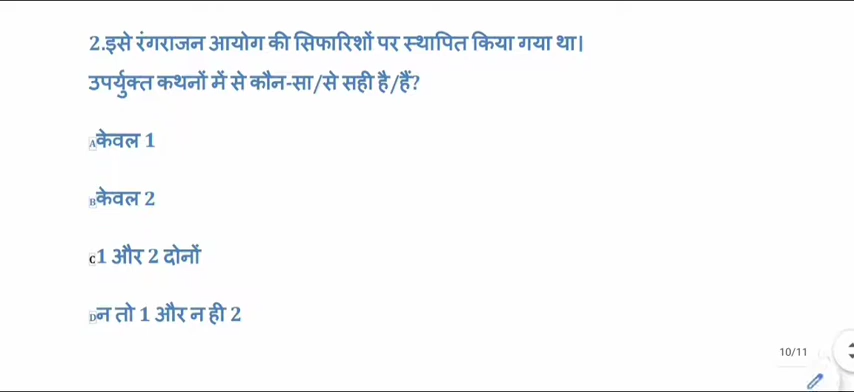 2.इसे रंगराजन आयोग की सिफारिशों पर स्थापित किया गया था।
उपर्युक्त कथनों में से कौन-सा/से सही है/हैं?
Aकेवल 1
Bकेवल 2
C1 और 2 दोनों
Dन तो 1 और न ही 2
10/11